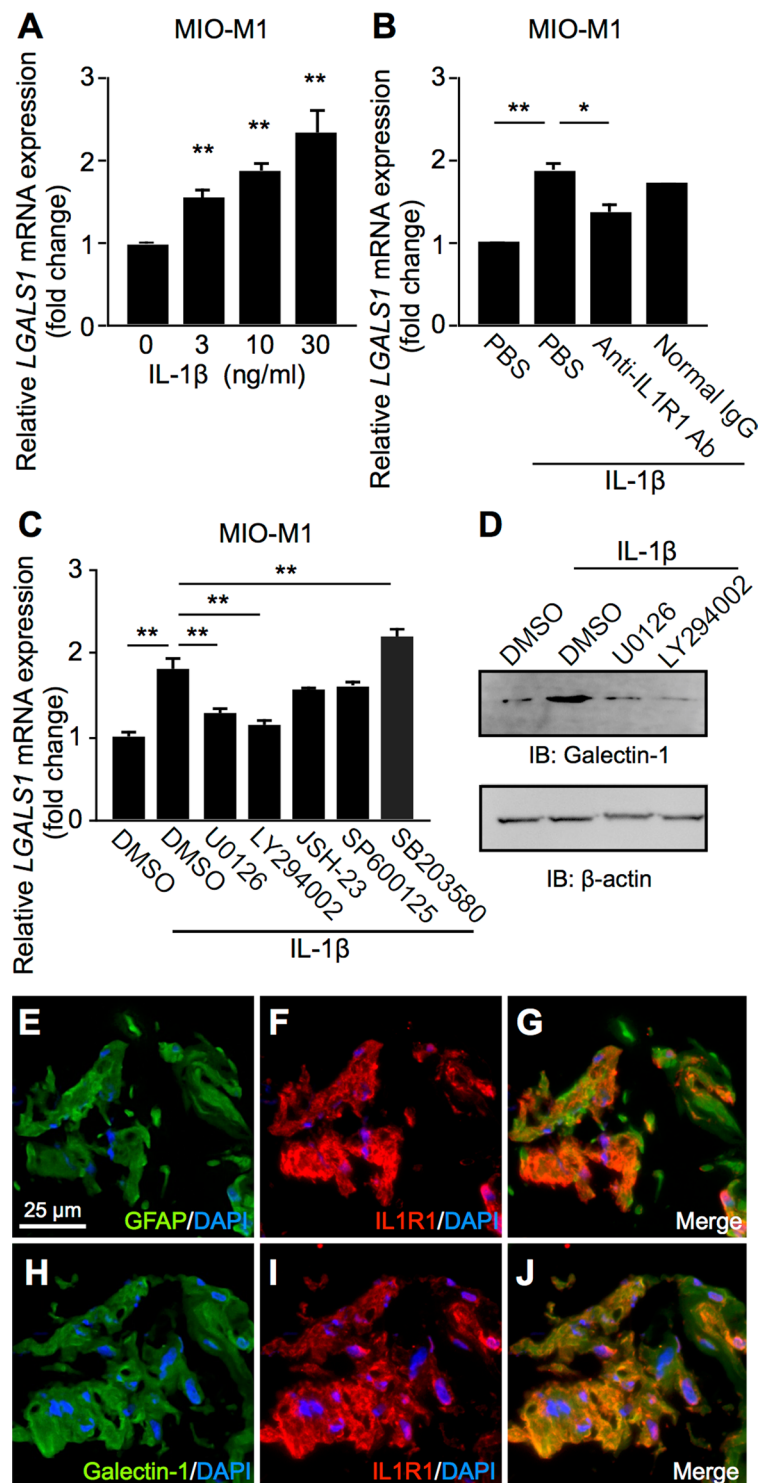 A
MIO-M1
Relative LGALS1 mRNA expression
(fold change)
3
2
1
0
**
**
**
0 3 10 30
IL-1β (ng/ml)
B
MIO-M1
Relative LGALS1 mRNA expression
(fold change)
3
2
1
0
** *
PBS
PBS
Anti-IL1R1 Ab
Normal IgG
IL-1β
C
MIO-M1
Relative LGALS1 mRNA expression
(fold change)
3
2
1
0
**
**
** **
DMSO
DMSO
U0126
LY294002
JSH-23
SP600125
SB203580
IL-1β
D
IL-1β
DMSO
DMSO
U0126
LY294002
IB: Galectin-1
IB: β-actin
E
25 μm
GFAP/DAPI
F
IL1R1/DAPI
G
Merge
H
Galectin-1/DAPI
I
IL1R1/DAPI
J
Merge